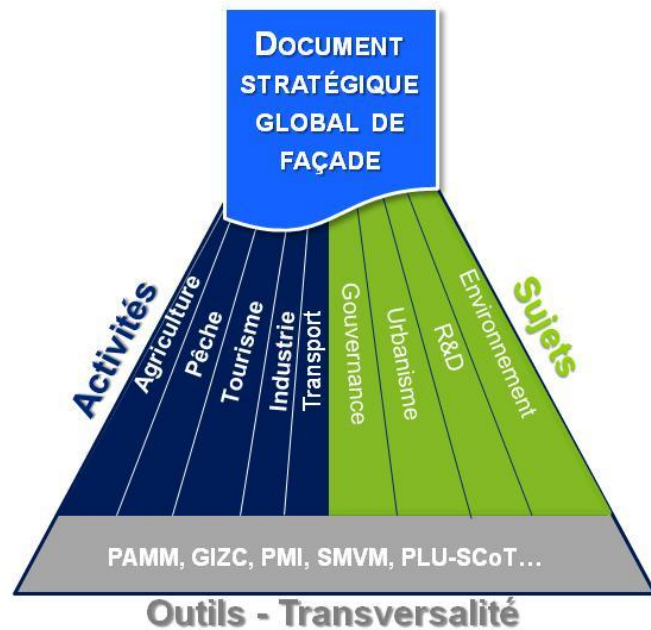 DOCUMENT
STRATÉGIQUE
GLOBAL DE
FAÇADE
Activités
Agriculture
Pêche
Tourisme
Industrie
Transport
Gouvernance
Urbanisme
R&D
Environnement
Sujets
PAMM, GIZC, PMI, SMVM, PLU-SCoT...
Outils - Transversalité